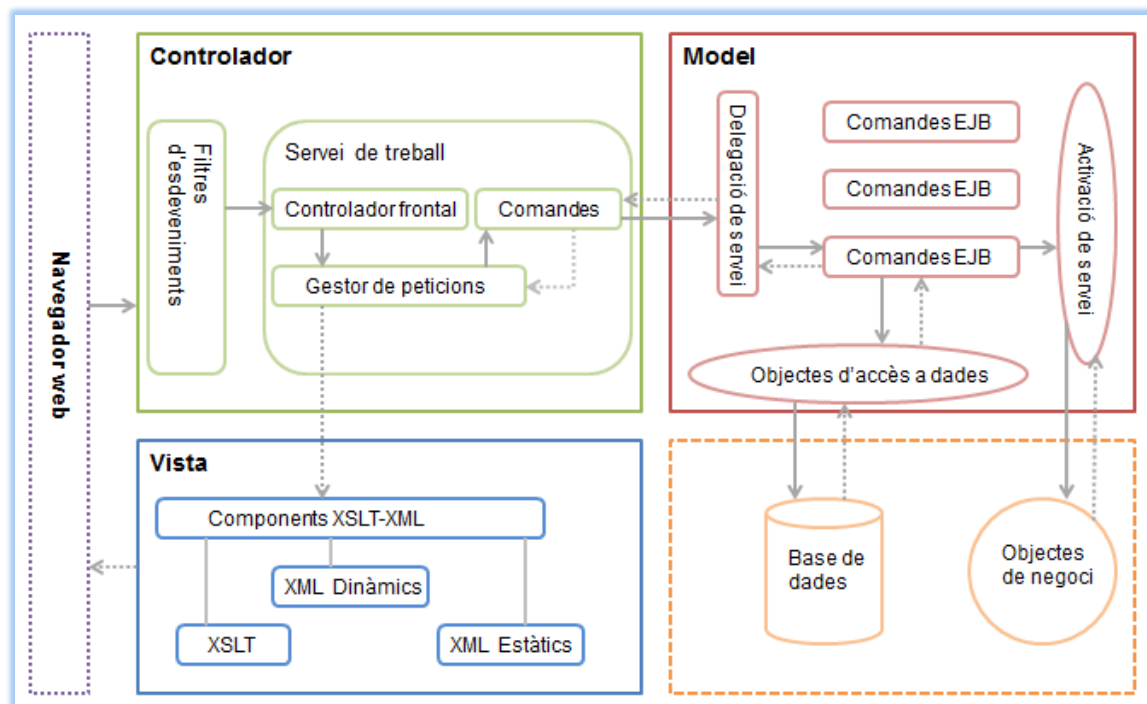 Navegador web
Controlador
Filtres
d'esdeveniments
Servei de treball
Controlador frontal
Comandes
Gestor de peticions
Model
Delegació de servei
Comandes EJB
Comandes EJB
Comandes EJB
Activació de servei
Objectes d'accès a dades
Vista
Components XSLT-XML
XML Dinàmics
XSLT
XML Estàtics
Base de
dades
Objectes
de negoci